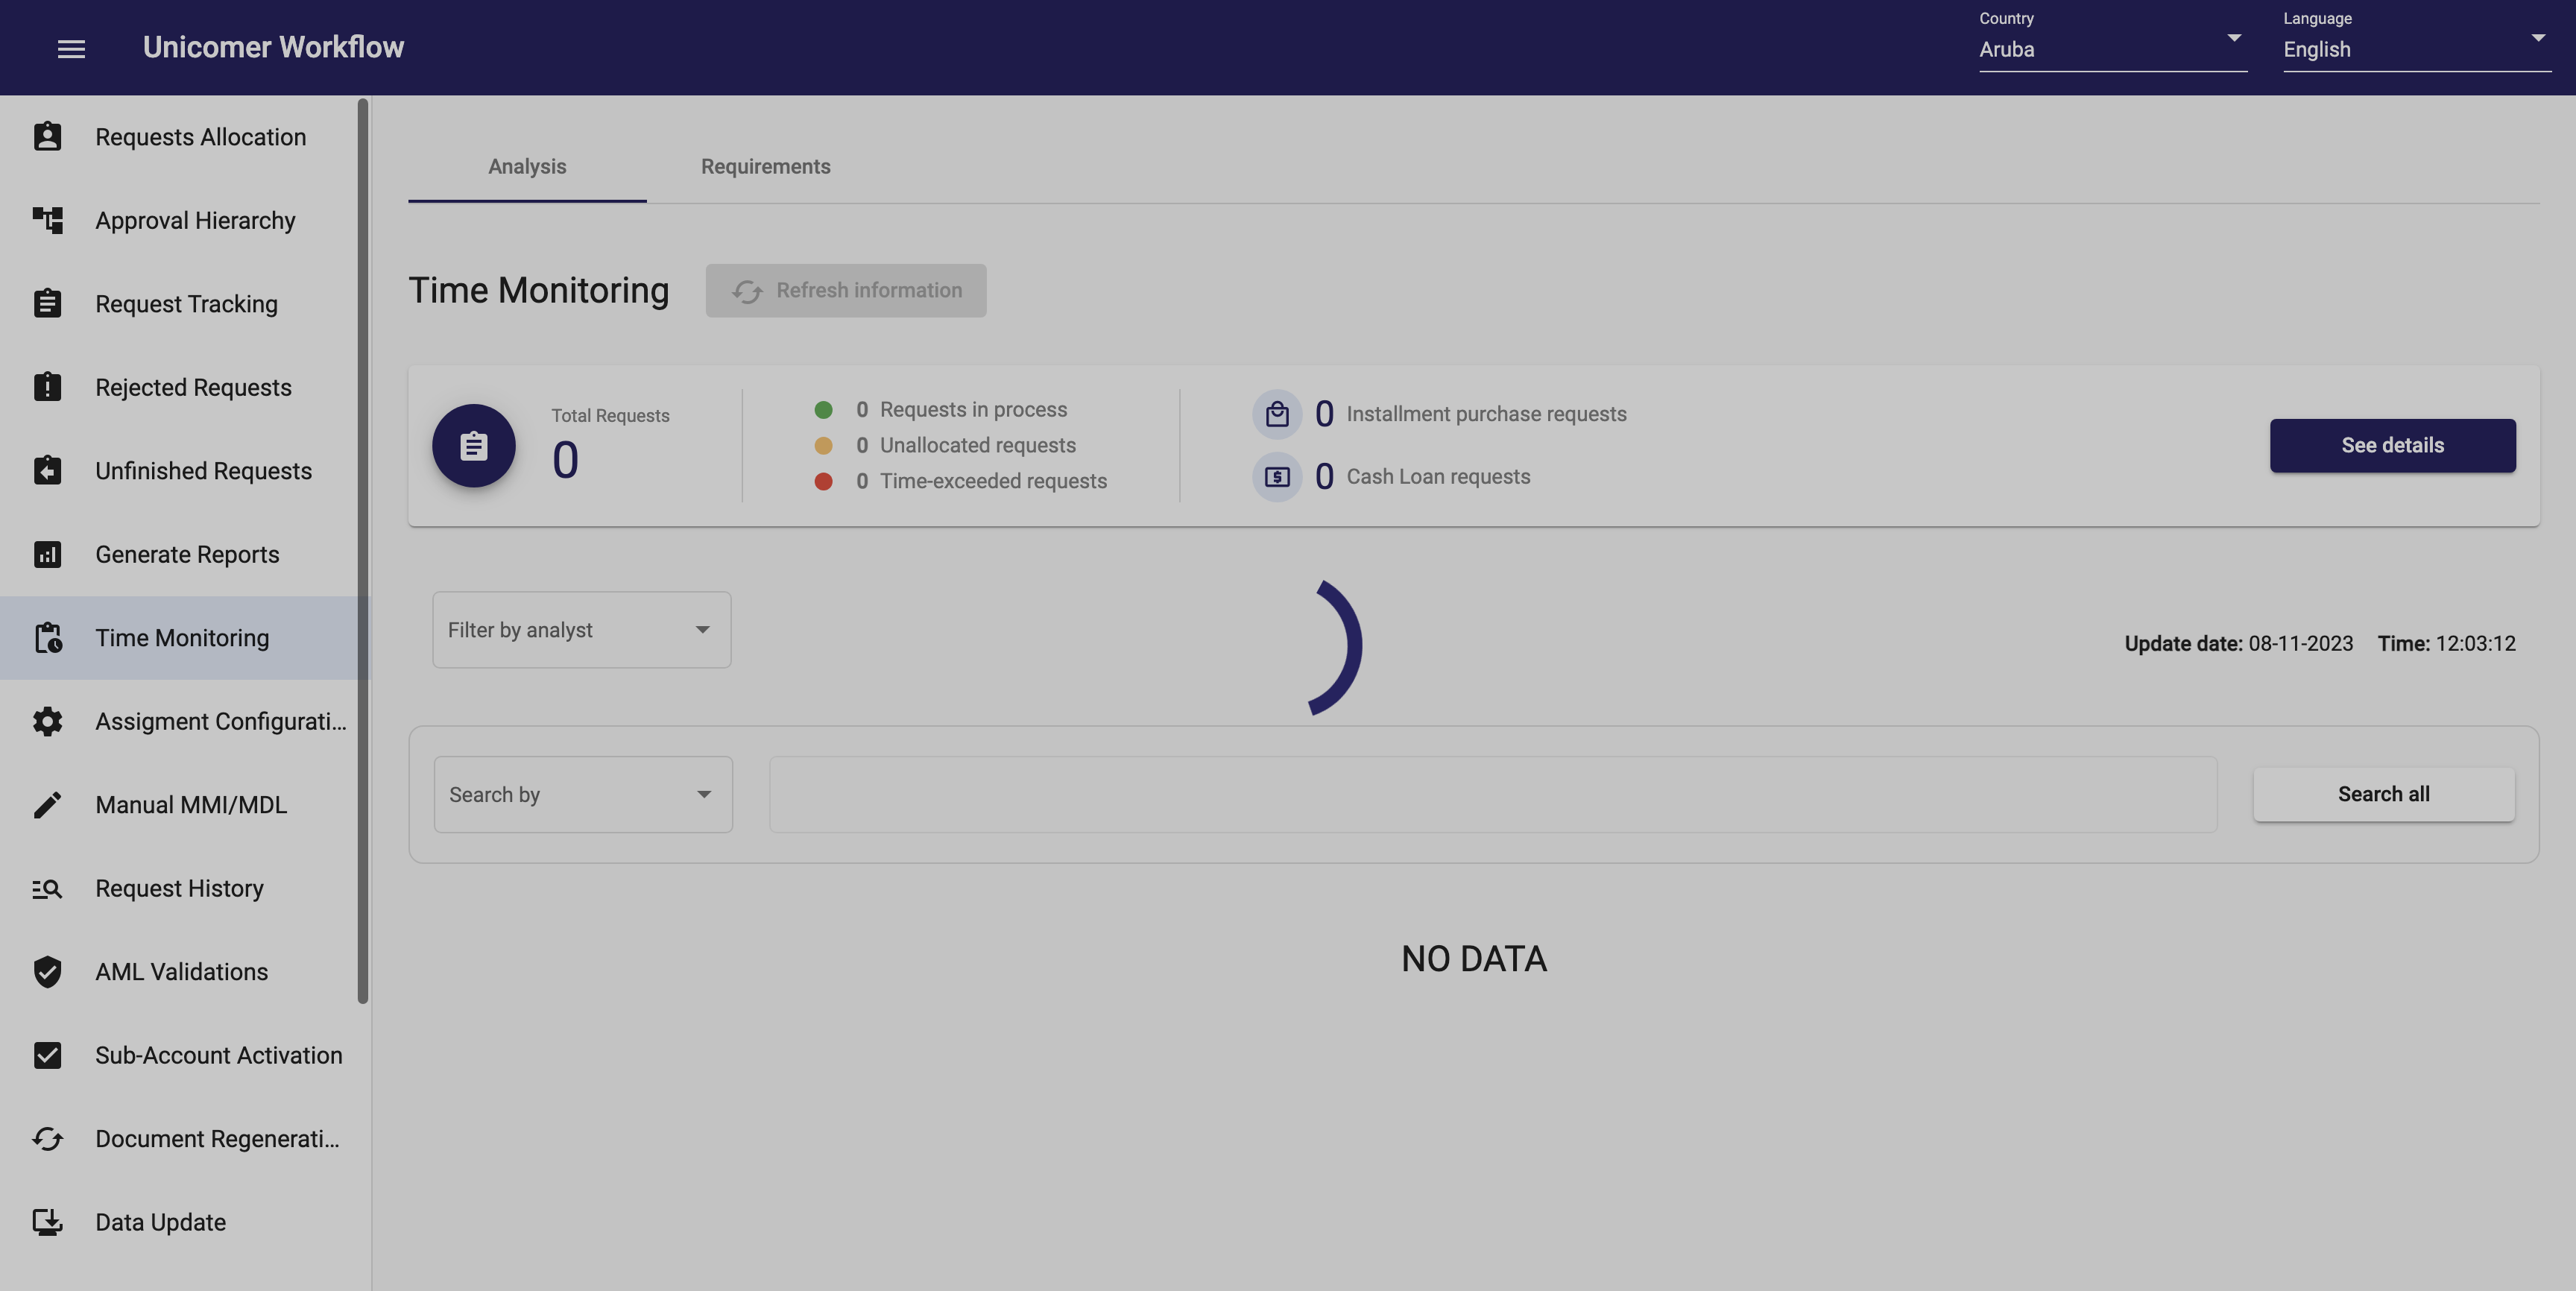 Unicomer Workflow
Country
Aruba
Language
English
Requests Allocation
Approval Hierarchy
Request Tracking
Rejected Requests
Unfinished Requests
Generate Reports
Time Monitoring
Assigment Configurati...
Manual MMI/MDL
Request History
AML Validations
Sub-Account Activation
Document Regenerati...
Data Update
Analysis
Requirements
Time Monitoring
Refresh information
Total Requests
0
0 Requests in process
0 Unallocated requests
0 Time-exceeded requests
0 Installment purchase requests
0 Cash Loan requests
See details
Filter by analyst
Update date: 08-11-2023 Time: 12:03:12
Search by
Search all
NO DATA